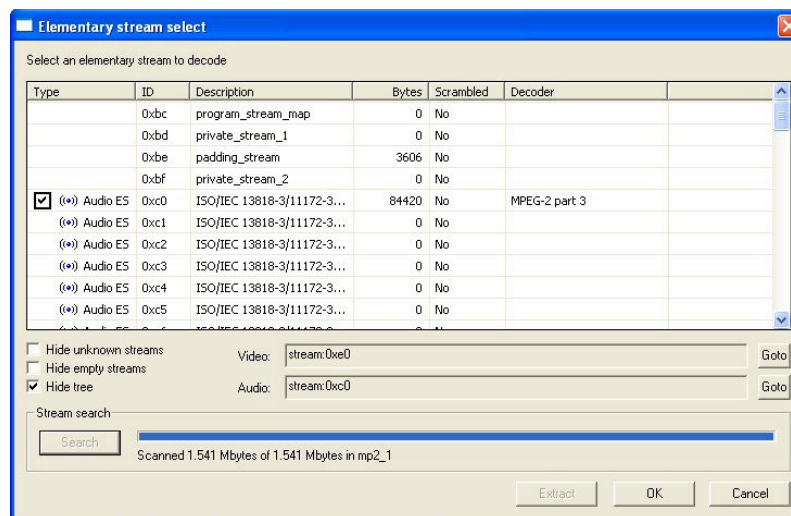 Elementary stream select
Select an elementary stream to decode
Type ID Description Bytes Scrambled Decoder
0xbc program_stream_map 0 No
0xbd private_stream_1 0 No
0xbe padding_stream 3606 No
0xbf private_stream_2 0 No
Audio ES 0xc0 ISO/IEC 13818-3/11172-3... 84420 No MPEG-2 part 3
Audio ES 0xc1 ISO/IEC 13818-3/11172-3... 0 No
Audio ES 0xc2 ISO/IEC 13818-3/11172-3... 0 No
Audio ES 0xc3 ISO/IEC 13818-3/11172-3... 0 No
Audio ES 0xc4 ISO/IEC 13818-3/11172-3... 0 No
Audio ES 0xc5 ISO/IEC 13818-3/11172-3... 0 No
Hide unknown streams Video: stream:0xe0 Goto
Hide empty streams
Hide tree Audio: stream:0xc0 Goto
Stream search
Search
Scanned 1.541 Mbytes of 1.541 Mbytes in mp2_1
Extract OK Cancel